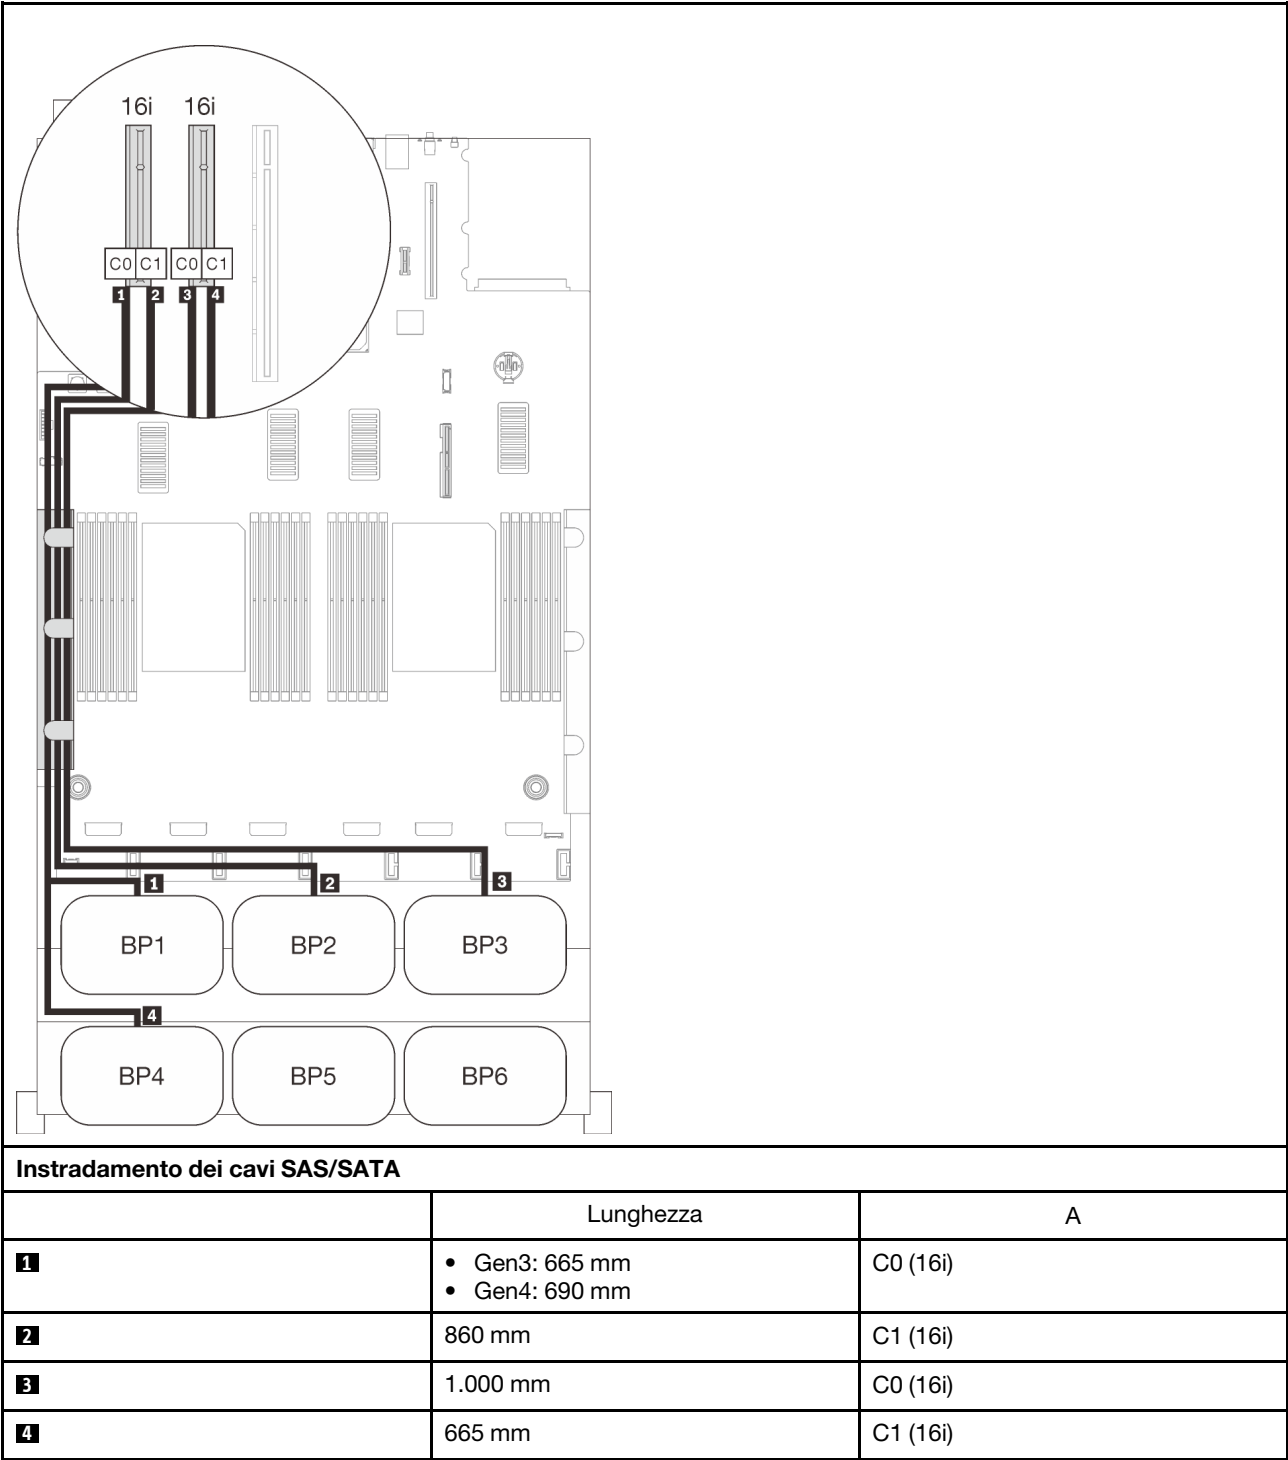 16i 16i
C0 C1 C0 C1
1 2 3 4
1 2 3
BP1 BP2 BP3
4
BP4 BP5 BP6
Instradamento dei cavi SAS/SATA
Lunghezza A
1 • Gen3: 665 mm C0 (16i)
• Gen4: 690 mm
2 860 mm C1 (16i)
3 1.000 mm C0 (16i)
4 665 mm C1 (16i)